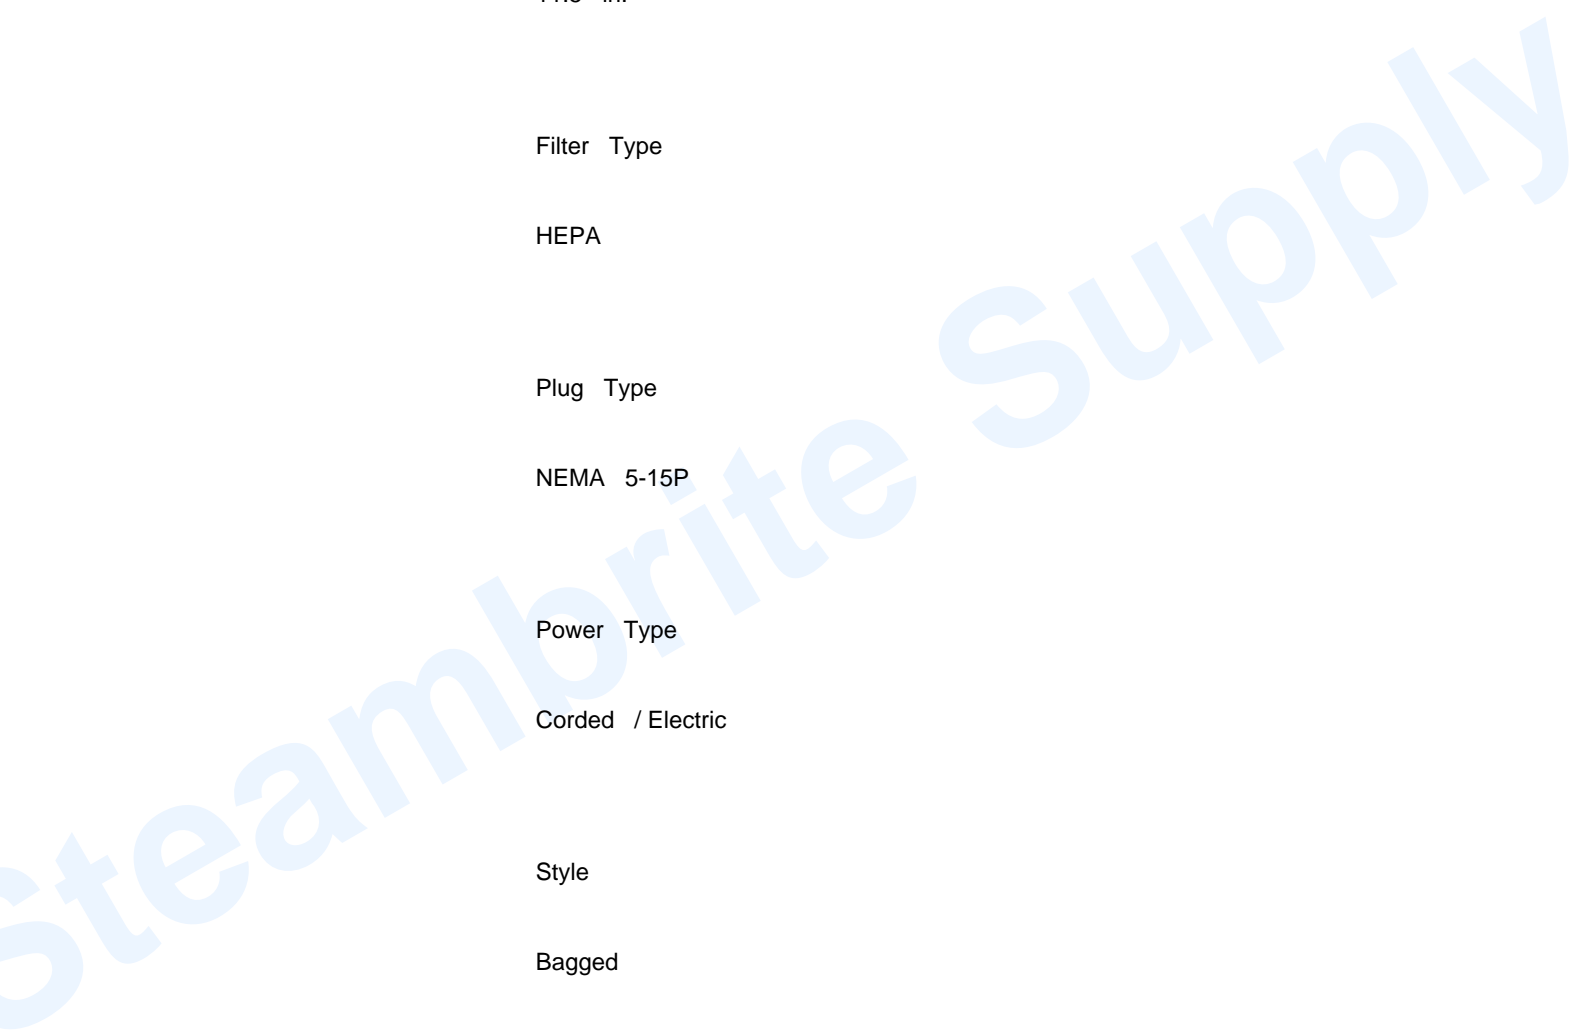 Filter Type
HEPA
Plug Type
NEMA 5-15P
Power Type
Corded / Electric
Style
Bagged
Steambrite Supply